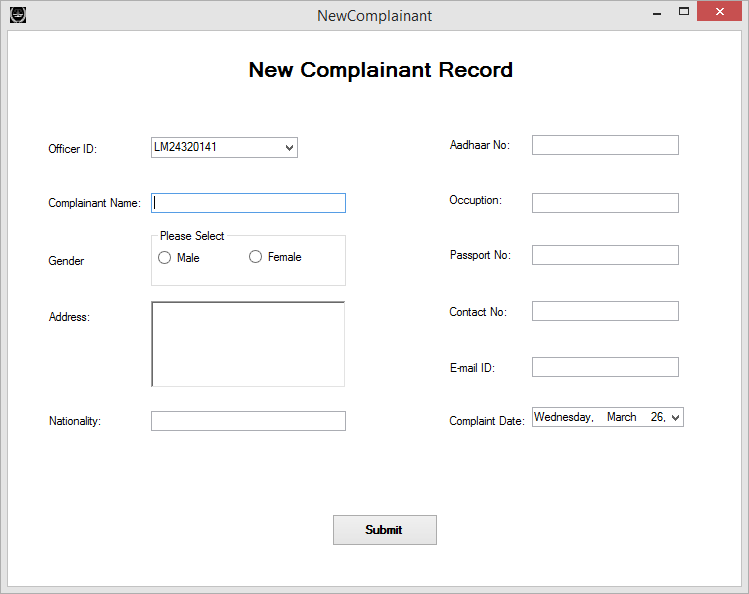 NewComplainant
New Complainant Record
Officer ID: LM24320141
Aadhaar No:
Complainant Name:
Occuption:
Please Select
Gender
Male
Female
Passport No:
Address:
Contact No:
E-mail ID:
Nationality:
Complaint Date: Wednesday, March 26,
Submit